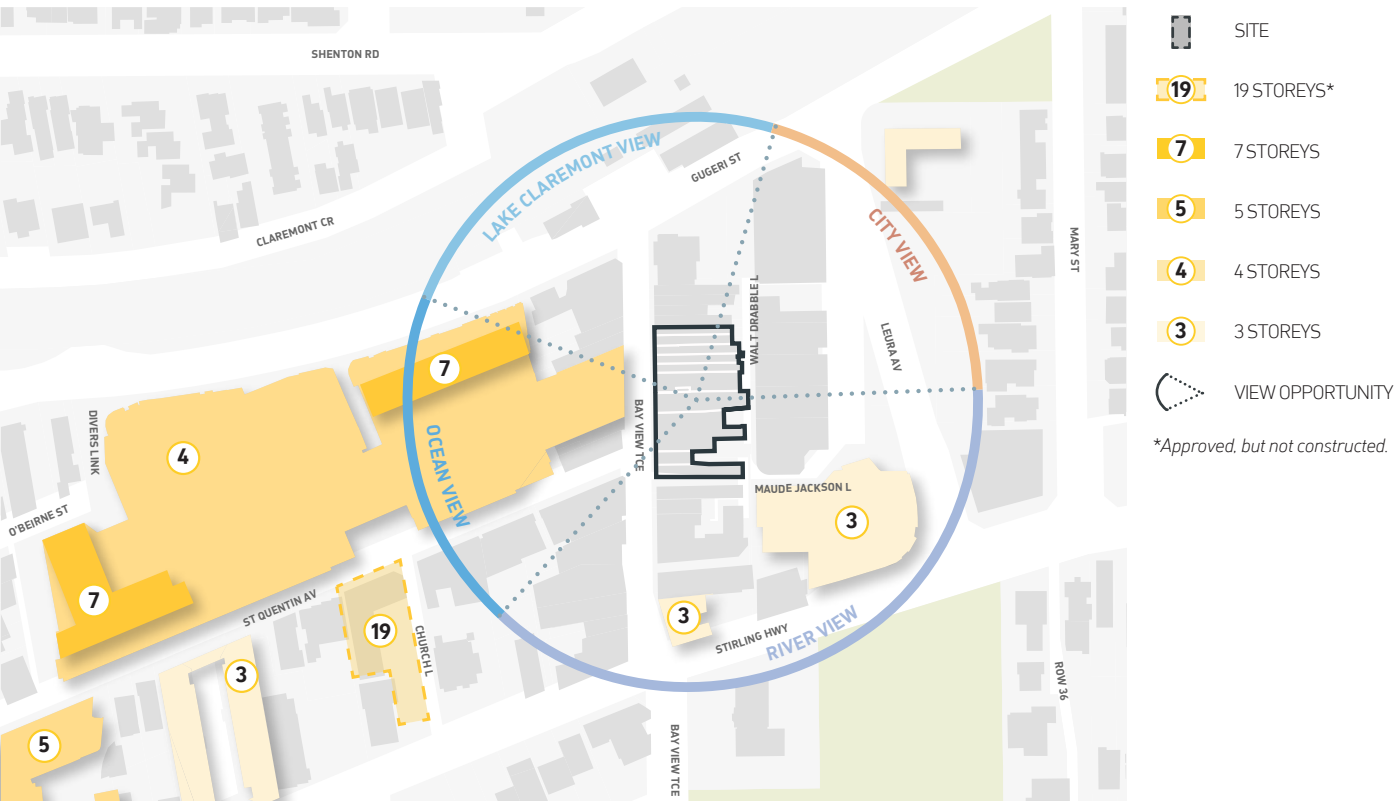 SHENTON RD
CLAREMONT CR
LAKE CLAREMONT VIEW
GUGERI ST
CITY VIEW
MARY ST
WALT DRABBLE L
LEURA AV
7
BAY VIEW TCE
DIVERS LINK
4
OCEAN VIEW
MAUDE JACKSON L
O'BEIRNE ST
3
7
ST QUENTIN AV
19
CHURCH L
3
STIRLING HWY
RIVER VIEW
3
ROW 36
5
BAY VIEW TCE
SITE
19 19 STOREYS*
7 7 STOREYS
5 5 STOREYS
4 4 STOREYS
3 3 STOREYS
VIEW OPPORTUNITY
*Approved, but not constructed.